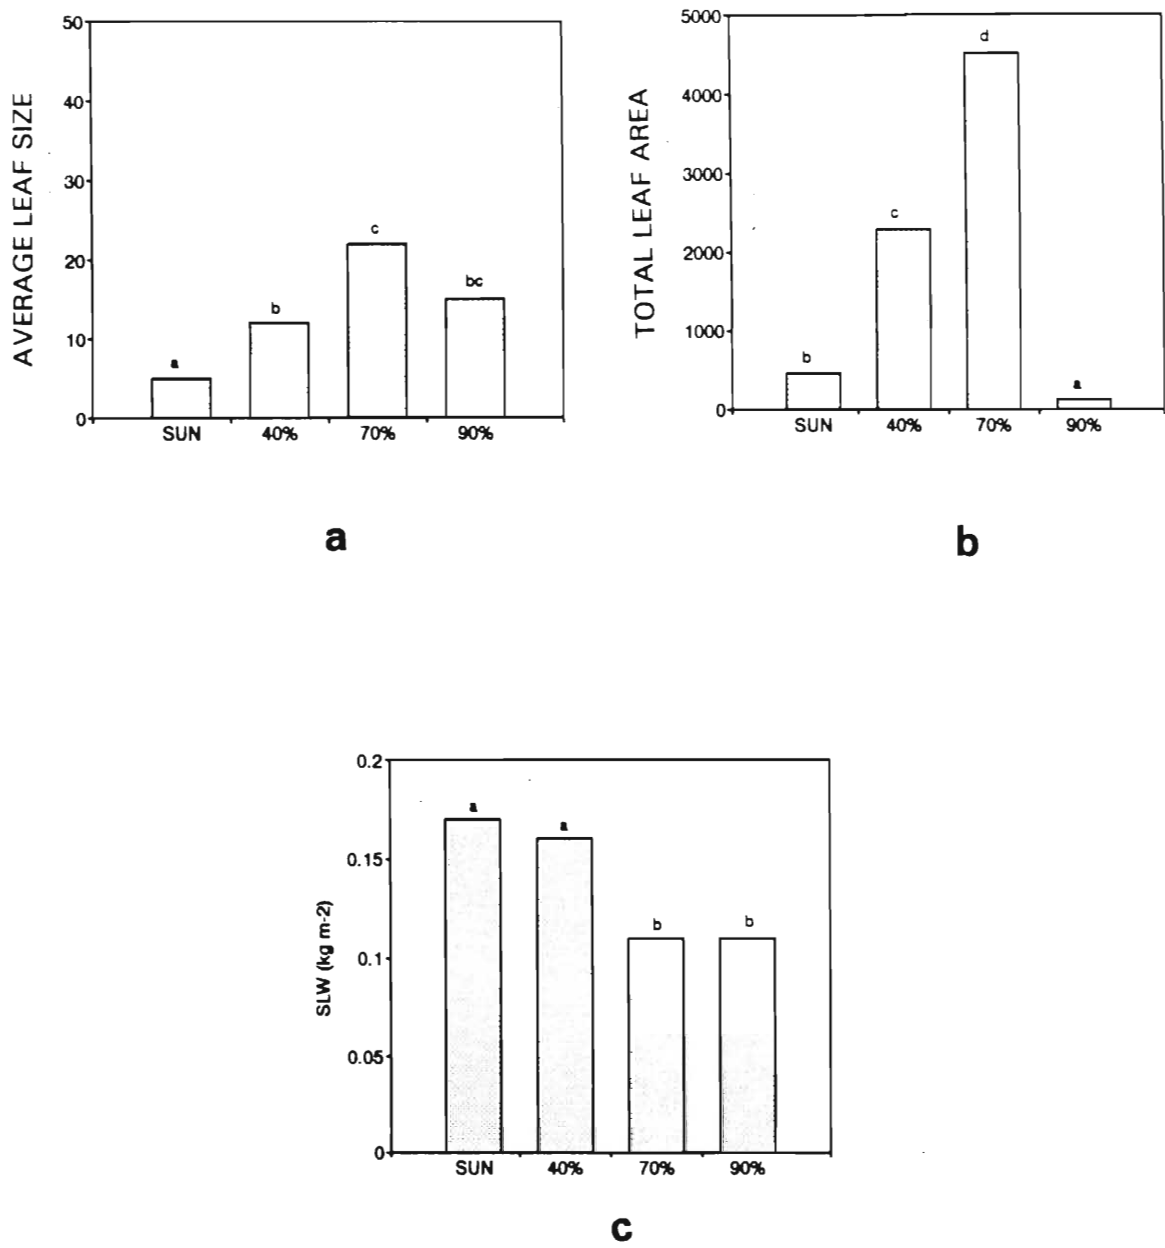 AVERAGE LEAF SIZE
50
40
30
20
10
0
a
b
c
bc
SUN 40% 70% 90%
a
TOTAL LEAF AREA
5000
4000
3000
2000
1000
0
b
c
d
a
SUN 40% 70% 90%
b
SLW (kg m-2)
0.2
0.15
0.1
0.05
0
a
a
b
b
SUN 40% 70% 90%
c